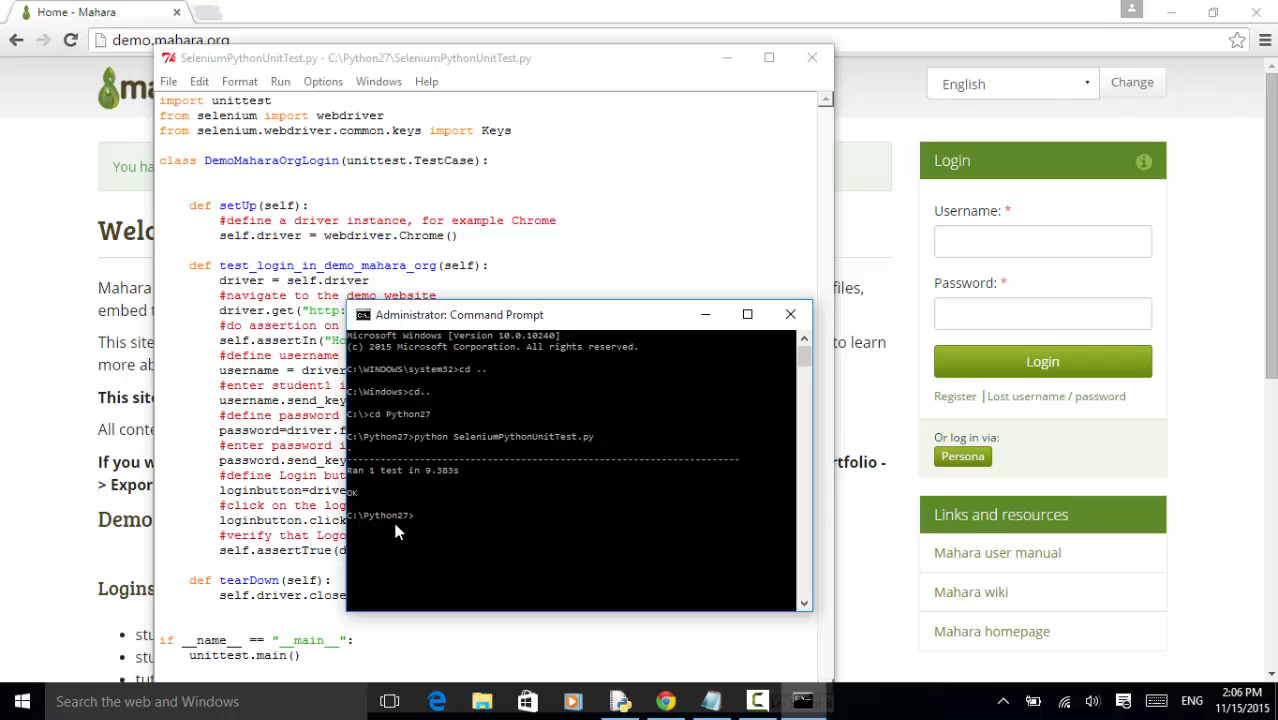 Home - Mahara
demo.mahara.org
SeleniumPythonUnitTest.py - C:\Python27\SeleniumPythonUnitTest.py
File Edit Format Run Options Windows Help
ma
English
Change
import unittest
from selenium import webdriver
from selenium.webdriver.common.keys import Keys
class DemoMaharaOrgLogin(unittest.TestCase):
def setUp(self):
#define a driver instance, for example Chrome
self.driver = webdriver.Chrome()
def test_login_in_demo_mahara_org(self):
driver = self.driver
#navigate to the demo website
driver.get("http:
#do assertion on
self.assertIn("Ho
#define username
username = driver
#enter student1 i
username.send_key
#define password
password=driver.f
#enter password i
password.send_key
#define Login but
loginbutton=drive
#click on the log
loginbutton.click
#verify that Logo
self.assertTrue(d
def tearDown(self):
self.driver.close
if __name__ == "__main__":
unittest.main()
Administrator: Command Prompt
Microsoft Windows [Version 10.0.10240]
(c) 2015 Microsoft Corporation. All rights reserved.
C:\WINDOWS\system32>cd ..
C:\Windows>cd..
C:\>cd Python27
C:\Python27>python SeleniumPythonUnitTest.py
.
----------------------------------------------------------------------
Ran 1 test in 9.383s
OK
C:\Python27>
You ha
Welc
Mahara
embed t
This site
more ab
This site
All conte
If you w
> Expor
Demo
Logins
stu
stu
tut
files,
to learn
rtfolio -
Login
Username: *
Password: *
Login
Register | Lost username / password
Or log in via:
Persona
Links and resources
Mahara user manual
Mahara wiki
Mahara homepage
Search the web and Windows
ENG
2:06 PM
11/15/2015